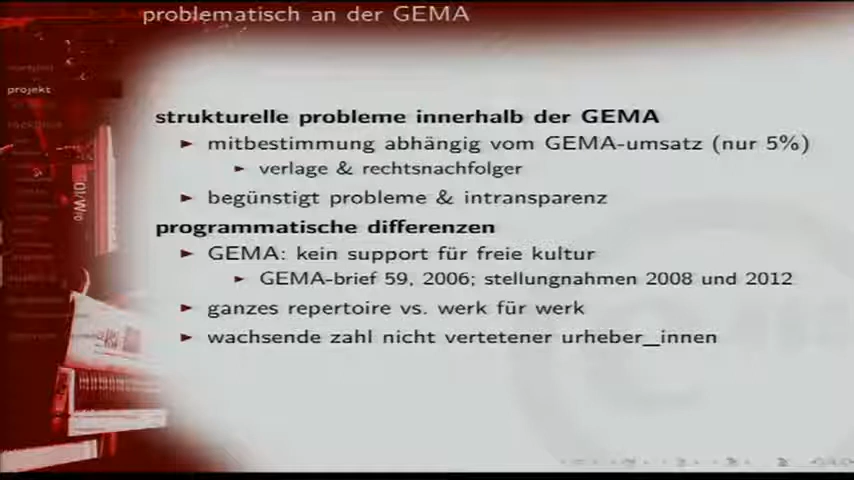 problematisch an der GEMA
projekt
strukturelle probleme innerhalb der GEMA
► mitbestimmung abhängig vom GEMA-umsatz (nur 5%)
► verlage & rechtsnachfolger
► begünstigt probleme & intransparenz
programmatische differenzen
► GEMA: kein support für freie kultur
► GEMA-brief 59, 2006; stellungnahmen 2008 und 2012
► ganzes repertoire vs. werk für werk
► wachsende zahl nicht vertetener urheber_innen